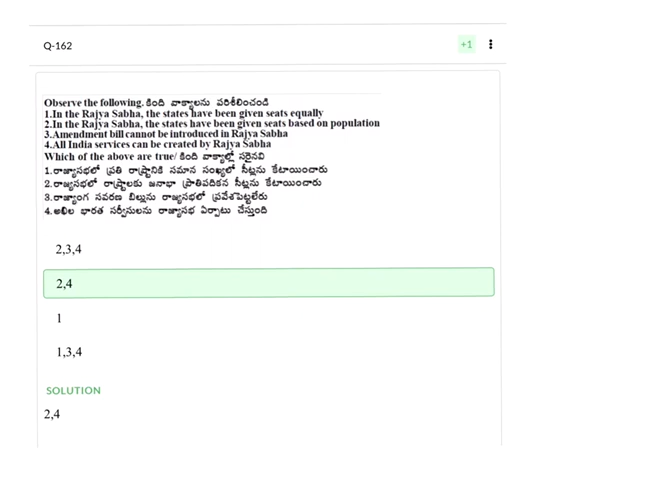 Q-162
+1
Observe the following. కింది వాక్యాలను పరిశీలించండి
1.In the Rajya Sabha, the states have been given seats equally
2.In the Rajya Sabha, the states have been given seats based on population
3.Amendment bill cannot be introduced in Rajya Sabha
4.All India services can be created by Rajya Sabha
Which of the above are true/ కింది వాక్యాల్లో సరైనవి
1.రాజ్యాసభలో ప్రతి రాష్ట్రానికి సమాన సంఖ్యలో సీట్లను కేటాయించారు
2.రాజ్యసభలో రాష్ట్రాలకు జనాభా ప్రాతిపదికన సీట్లను కేటాయించారు
3.రాజ్యాంగ సవరణ బిల్లును రాజ్యసభలో ప్రవేశపెట్టలేరు
4.అఖిల భారత సర్వీసులను రాజ్యాసభ ఏర్పాటు చేస్తుంది
2,3,4
2,4
1
1,3,4
SOLUTION
2,4